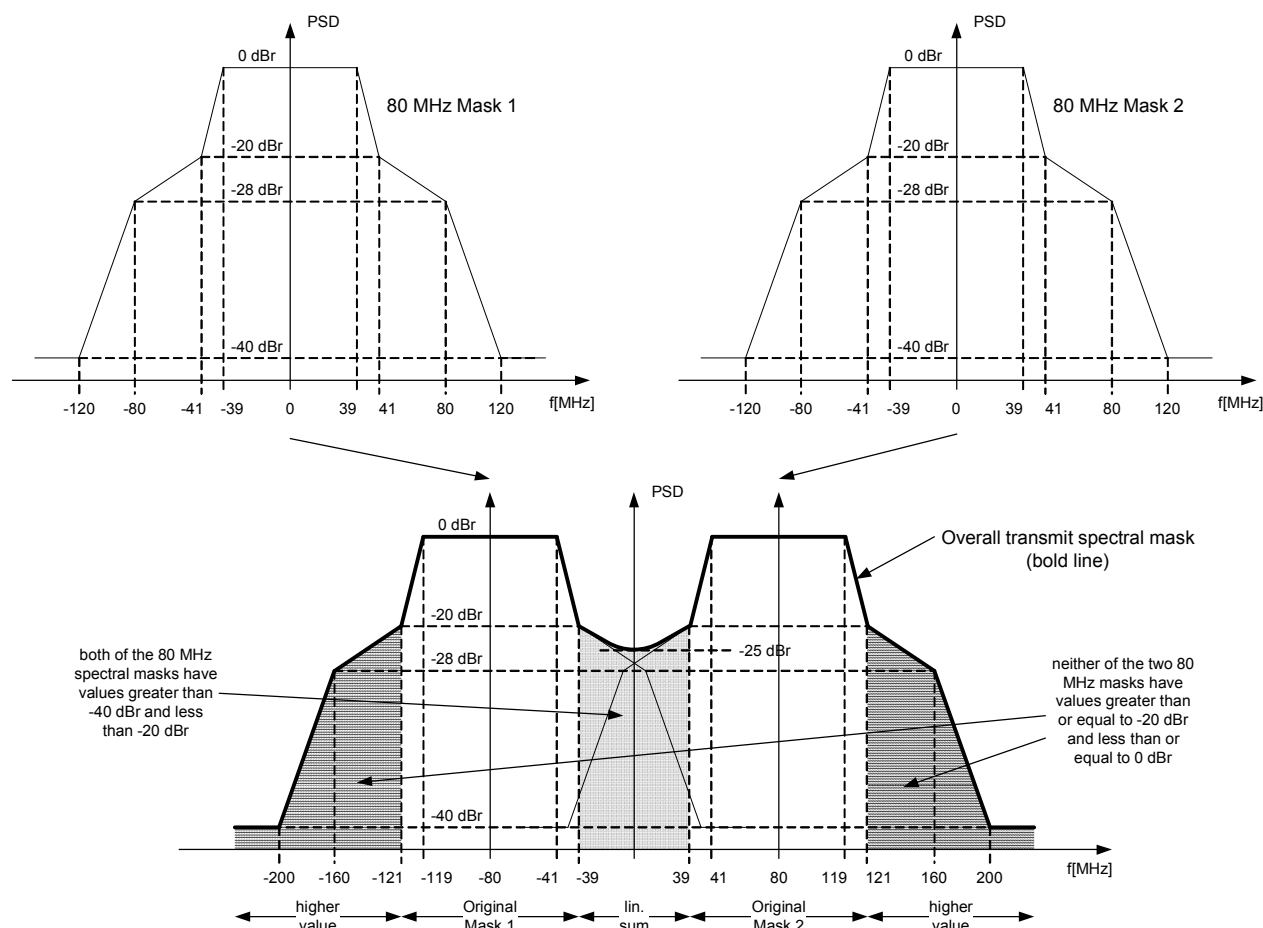 PSD
PSD
0 dBr
0 dBr
80 MHz Mask 1
80 MHz Mask 2
-20 dBr
-20 dBr
-28 dBr
-28 dBr
-40 dBr
-40 dBr
-120 -80 -41 -39 0 39 41 80 120 f[MHz]
-120 -80 -41 -39 0 39 41 80 120 f[MHz]
PSD
0 dBr
Overall transmit spectral mask
(bold line)
-20 dBr
-25 dBr
-28 dBr
both of the 80 MHz
spectral masks have
values greater than
-40 dBr and less
than -20 dBr
neither of the two 80
MHz masks have
values greater than
or equal to -20 dBr
and less than or
equal to 0 dBr
-40 dBr
-200 -160 -121 -119 -80 -41 -39 39 41 80 119 121 160 200 f[MHz]
higher
value
Original
Mask 1
lin.
sum
Original
Mask 2
higher
value